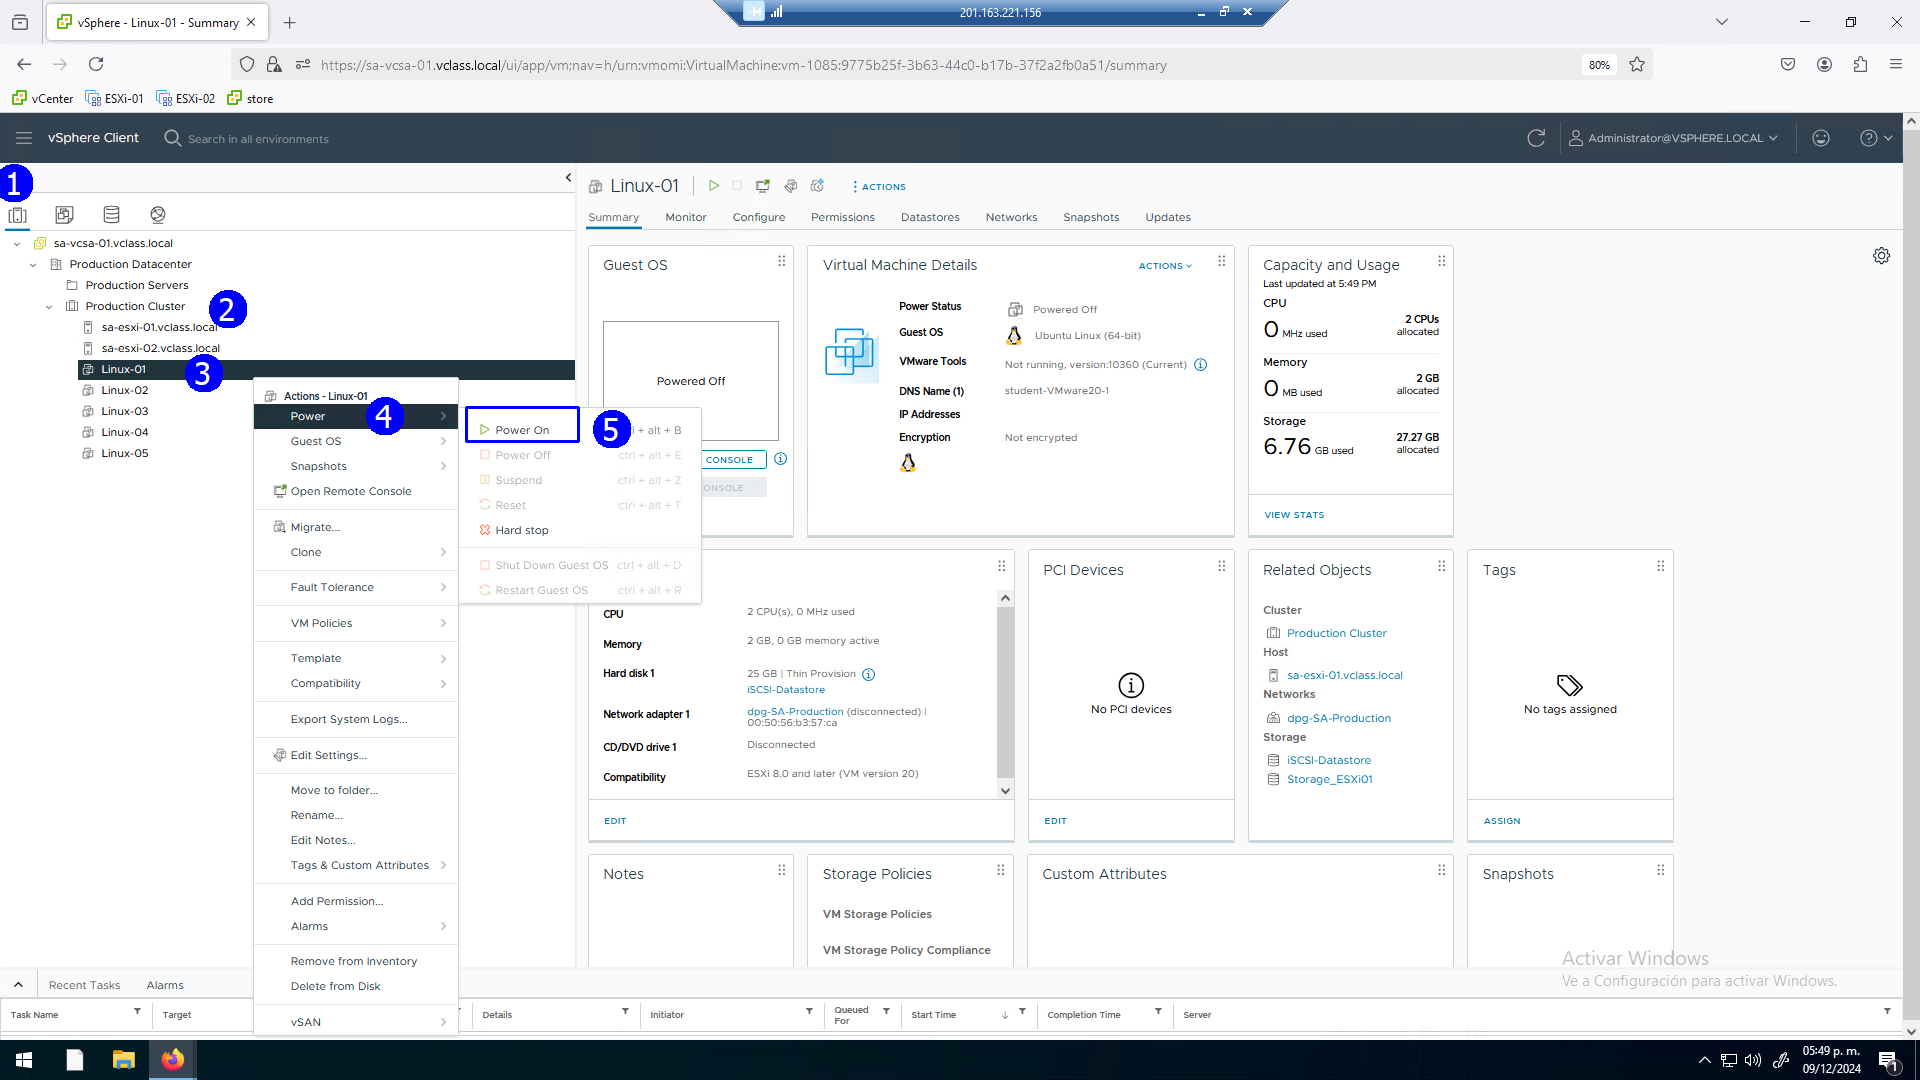 vSphere - Linux-01 - Summary
201.163.221.156
https://sa-vcsa-01.vclass.local/ui/app/vm;nav=h/urn:vmomi:VirtualMachine:vm-1085:9775b25f-3b63-44c0-b17b-37f2a2fb0a51/summary
80%
vCenter
ESXi-01
ESXi-02
store
vSphere Client
Search in all environments
Administrator@VSPHERE.LOCAL
1
sa-vcsa-01.vclass.local
Production Datacenter
Production Servers
Production Cluster
2
sa-esxi-01.vclass.local
sa-esxi-02.vclass.local
Linux-01
3
Linux-02
Linux-03
Linux-04
Linux-05
Actions - Linux-01
Power
4
Guest OS
Snapshots
Open Remote Console
Migrate...
Clone
Fault Tolerance
VM Policies
Template
Compatibility
Export System Logs...
Edit Settings...
Move to folder...
Rename...
Edit Notes...
Tags & Custom Attributes
Add Permission...
Alarms
Remove from Inventory
Delete from Disk
vSAN
Power On
5
+ alt + B
Power Off ctrl + alt + E
Suspend ctrl + alt + Z
Reset ctrl + alt + T
Hard stop
Shut Down Guest OS ctrl + alt + D
Restart Guest OS ctrl + alt + R
Linux-01
ACTIONS
Summary
Monitor
Configure
Permissions
Datastores
Networks
Snapshots
Updates
Guest OS
Powered Off
CONSOLE
CONSOLE
Virtual Machine Details
ACTIONS
Power Status
Powered Off
Guest OS
Ubuntu Linux (64-bit)
VMware Tools
Not running, version:10360 (Current)
DNS Name (1)
student-VMware20-1
IP Addresses
Encryption
Not encrypted
Capacity and Usage
Last updated at 5:49 PM
CPU
0 MHz used
2 CPUs
allocated
Memory
0 MB used
2 GB
allocated
Storage
6.76 GB used
27.27 GB
allocated
VIEW STATS
CPU
2 CPU(s), 0 MHz used
Memory
2 GB, 0 GB memory active
Hard disk 1
25 GB | Thin Provision
iSCSI-Datastore
Network adapter 1
dpg-SA-Production (disconnected) |
00:50:56:b3:57:ca
CD/DVD drive 1
Disconnected
Compatibility
ESXi 8.0 and later (VM version 20)
EDIT
PCI Devices
No PCI devices
EDIT
Related Objects
Cluster
Production Cluster
Host
sa-esxi-01.vclass.local
Networks
dpg-SA-Production
Storage
iSCSI-Datastore
Storage_ESXi01
Tags
No tags assigned
ASSIGN
Notes
Storage Policies
VM Storage Policies
VM Storage Policy Compliance
Custom Attributes
Snapshots
Activar Windows
Ve a Configuración para activar Windows.
Recent Tasks
Alarms
Task Name
Target
Details
Initiator
Queued
For
Start Time
Completion Time
Server
05:49 p. m.
09/12/2024
1